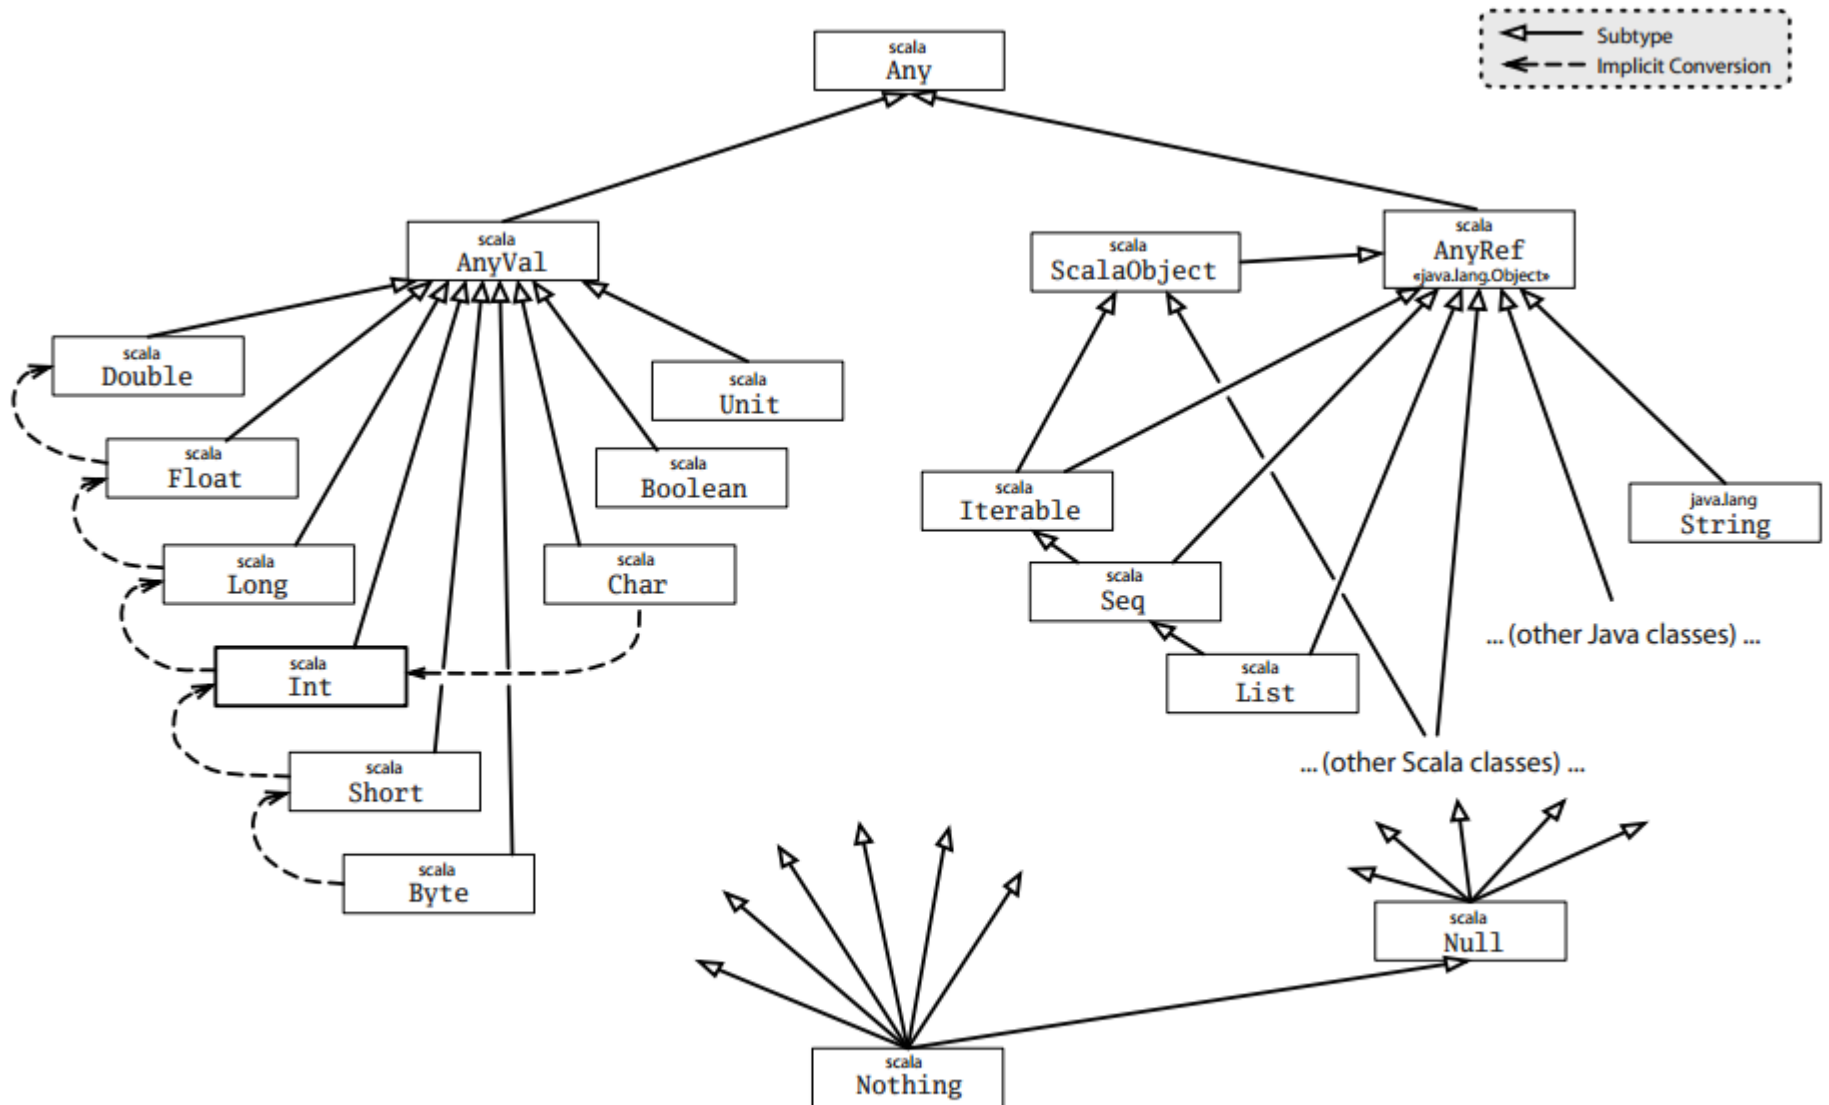 scala
Any
Subtype
Implicit Conversion
scala
AnyVal
scala
ScalaObject
scala
AnyRef
«java.lang.Object»
scala
Double
scala
Unit
scala
Float
scala
Boolean
scala
Iterable
java.lang
String
scala
Long
scala
Char
scala
Seq
... (other Java classes) ...
scala
Int
scala
List
scala
Short
... (other Scala classes) ...
scala
Byte
scala
Null
scala
Nothing